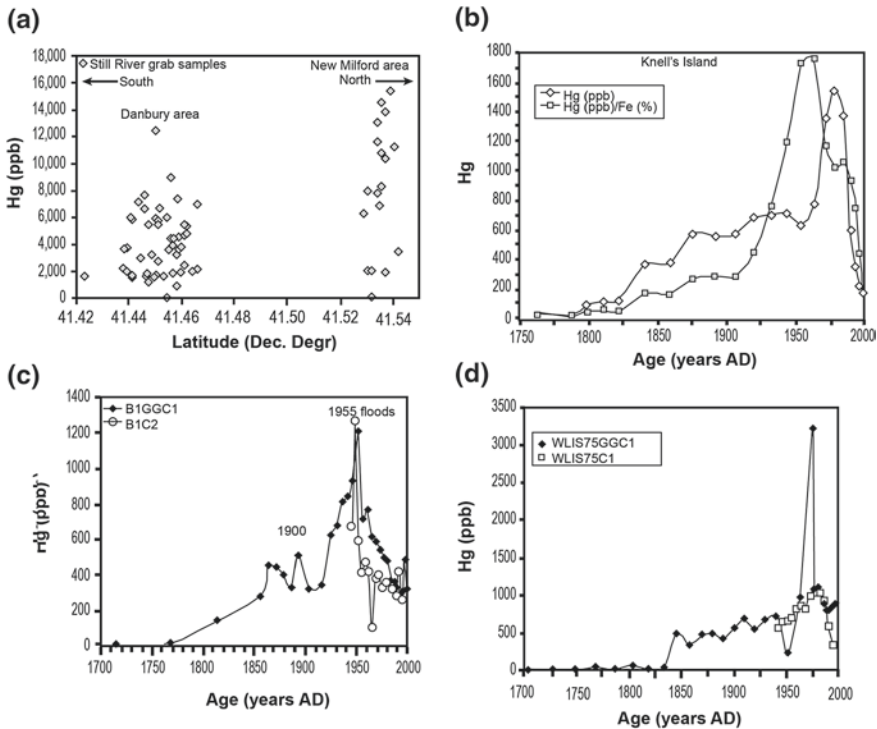 (a)
18,000
16,000
14,000
12,000
10,000
8,000
6,000
4,000
2,000
0
Hg (ppb)
Still River grab samples
South
Danbury area
New Milford area
North
41.42 41.44 41.46 41.48 41.50 41.52 41.54
Latitude (Dec. Degr)
(b)
1800
1600
1400
1200
1000
800
600
400
200
0
Hg
Knell's Island
Hg (ppb)
Hg (ppb)/Fe (%)
1750 1800 1850 1900 1950 2000
Age (years AD)
(c)
1400
1200
1000
800
600
400
200
0
(ppb)
B1GGC1
B1C2
1955 floods
1900
1700 1750 1800 1850 1900 1950 2000
Age (years AD)
(d)
3500
3000
2500
2000
1500
1000
500
0
Hg (ppb)
WLIS75GGC1
WLIS75C1
1700 1750 1800 1850 1900 1950 2000
Age (years AD)